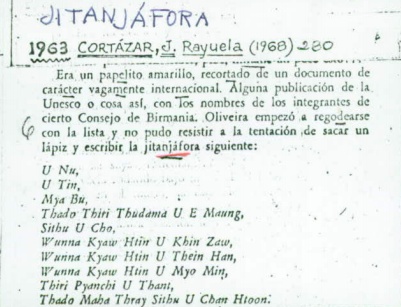 JITANJÁFORA
1963 CORTÁZAR, J. Rayuela (1968) 280
Era un papelito amarillo, recortado de un documento de
carácter vagamente internacional. Alguna publicación de la
Unesco o cosa así, con los nombres de los integrantes de
cierto Consejo de Birmania. Oliveira empezó a regodearse
con la lista y no pudo resistir a la tentación de sacar un
lápiz y escribir la jitanjáfora siguiente:
U Nu,
U Tin,
Mya Bu,
Thado Thiri Thudama U E Maung,
Sithu U Cho,
Wunna Kyaw Htin U Khin Zaw,
Wunna Kyaw Htin U Thein Han,
Wunna Kyaw Htin U Myo Min,
Thiri Pyanchi U Thant,
Thado Maha Thray Sithu U Chan Htoon.